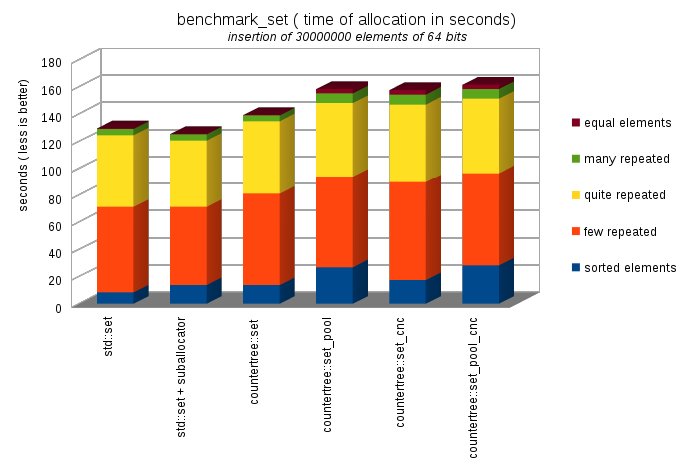 benchmark_set ( time of allocation in seconds)
insertion of 30000000 elements of 64 bits
seconds ( less is better)
180
160
140
120
100
80
60
40
20
0
std::set
std::set + suballocator
countertree::set
countertree::set_pool
countertree::set_cnc
countertree::set_pool_cnc
equal elements
many repeated
quite repeated
few repeated
sorted elements